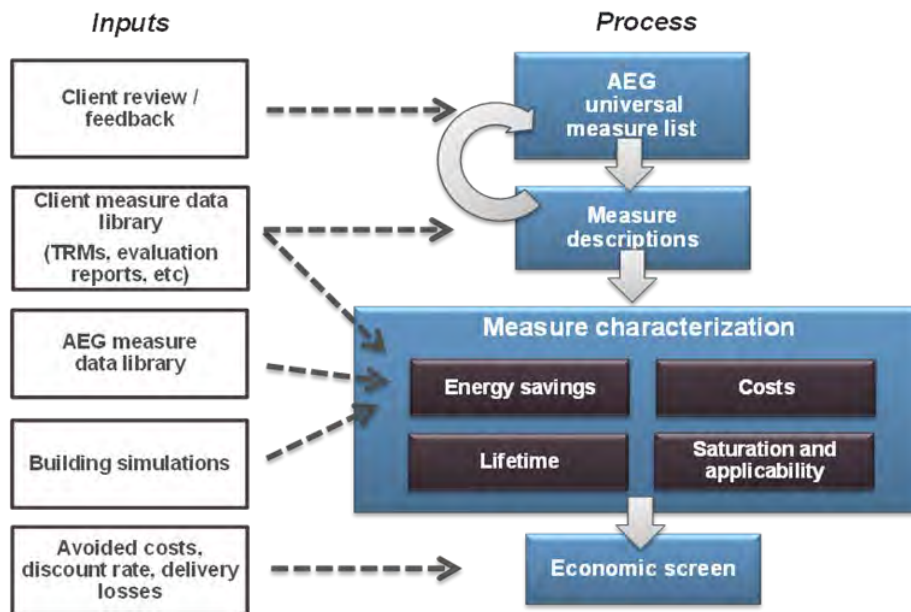 Inputs
Process
Client review /
feedback
AEG
universal
measure list
Client measure data
library
(TRMs, evaluation
reports, etc)
Measure
descriptions
Measure characterization
AEG measure
data library
Energy savings
Costs
Building simulations
Lifetime
Saturation and
applicability
Avoided costs,
discount rate, delivery
losses
Economic screen